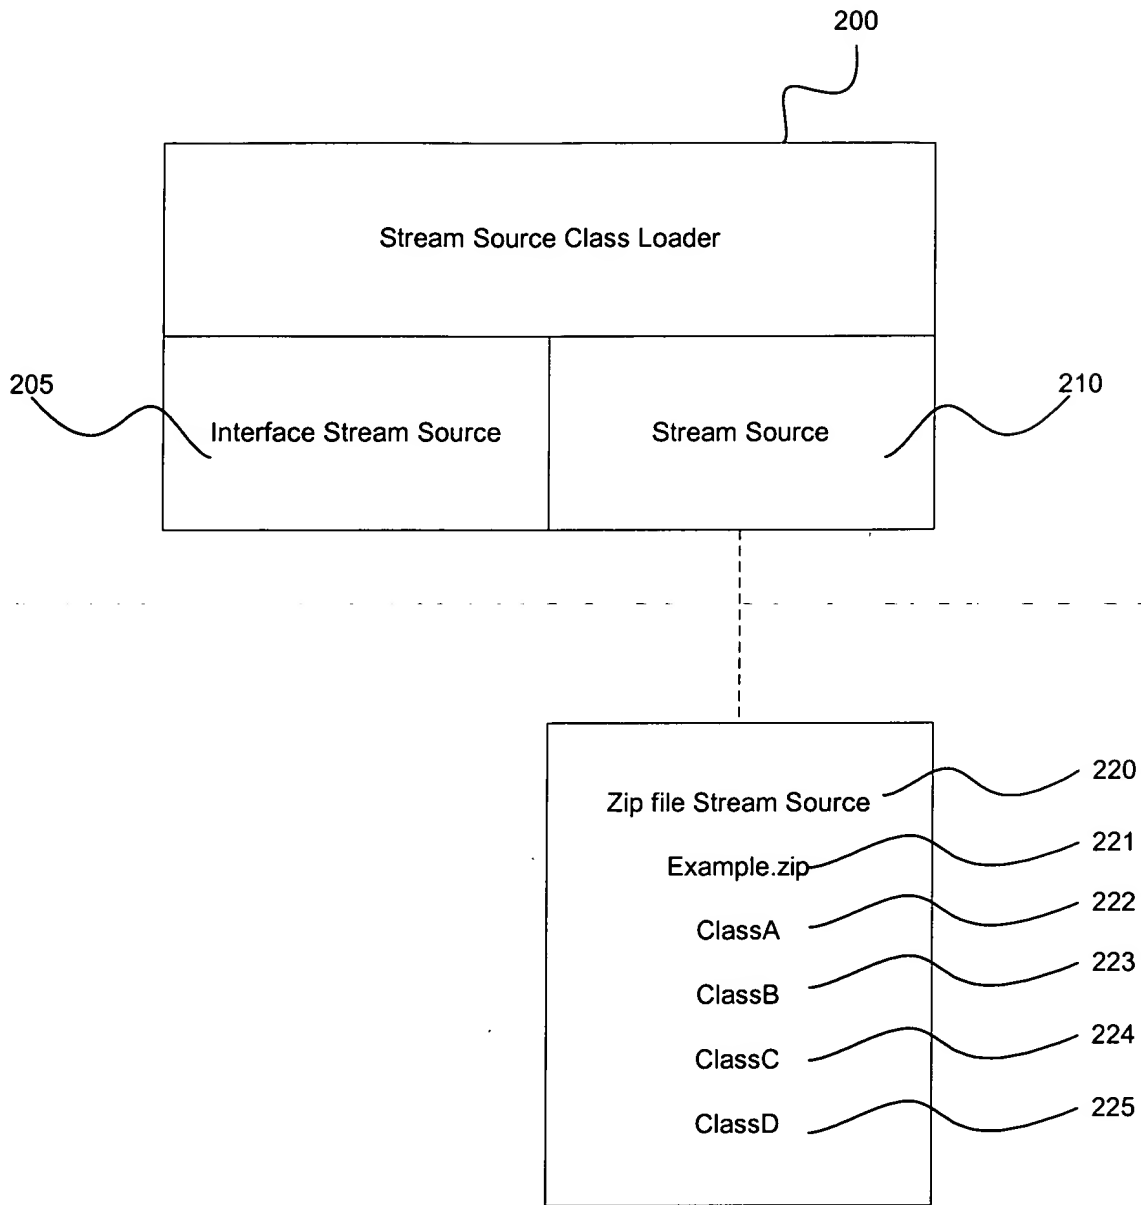 200
Stream Source Class Loader
205
210
Interface Stream Source
Stream Source
220
Zip file Stream Source
221
Example.zip
222
ClassA
223
ClassB
224
ClassC
225
ClassD